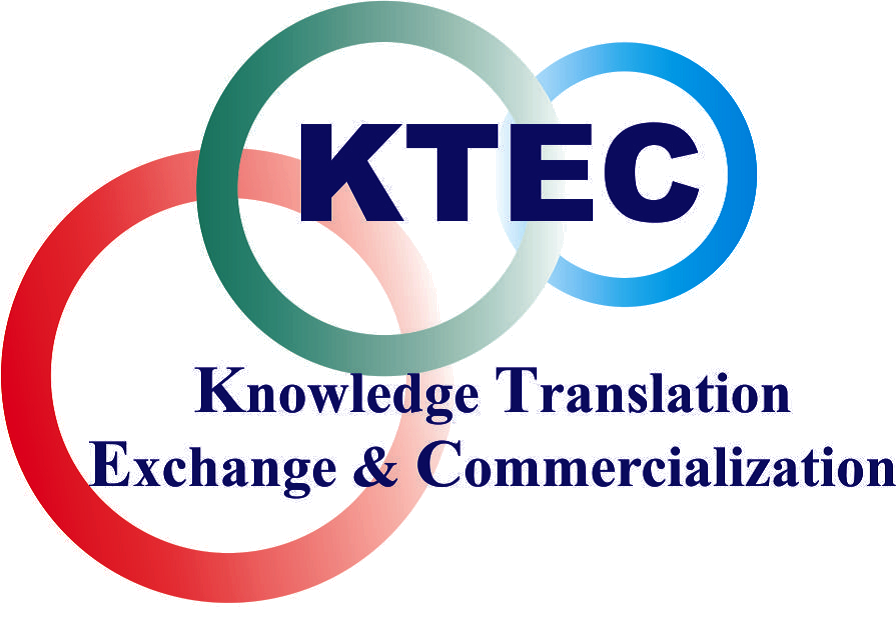 KTEC
Knowledge Translation
Exchange & Commercialization